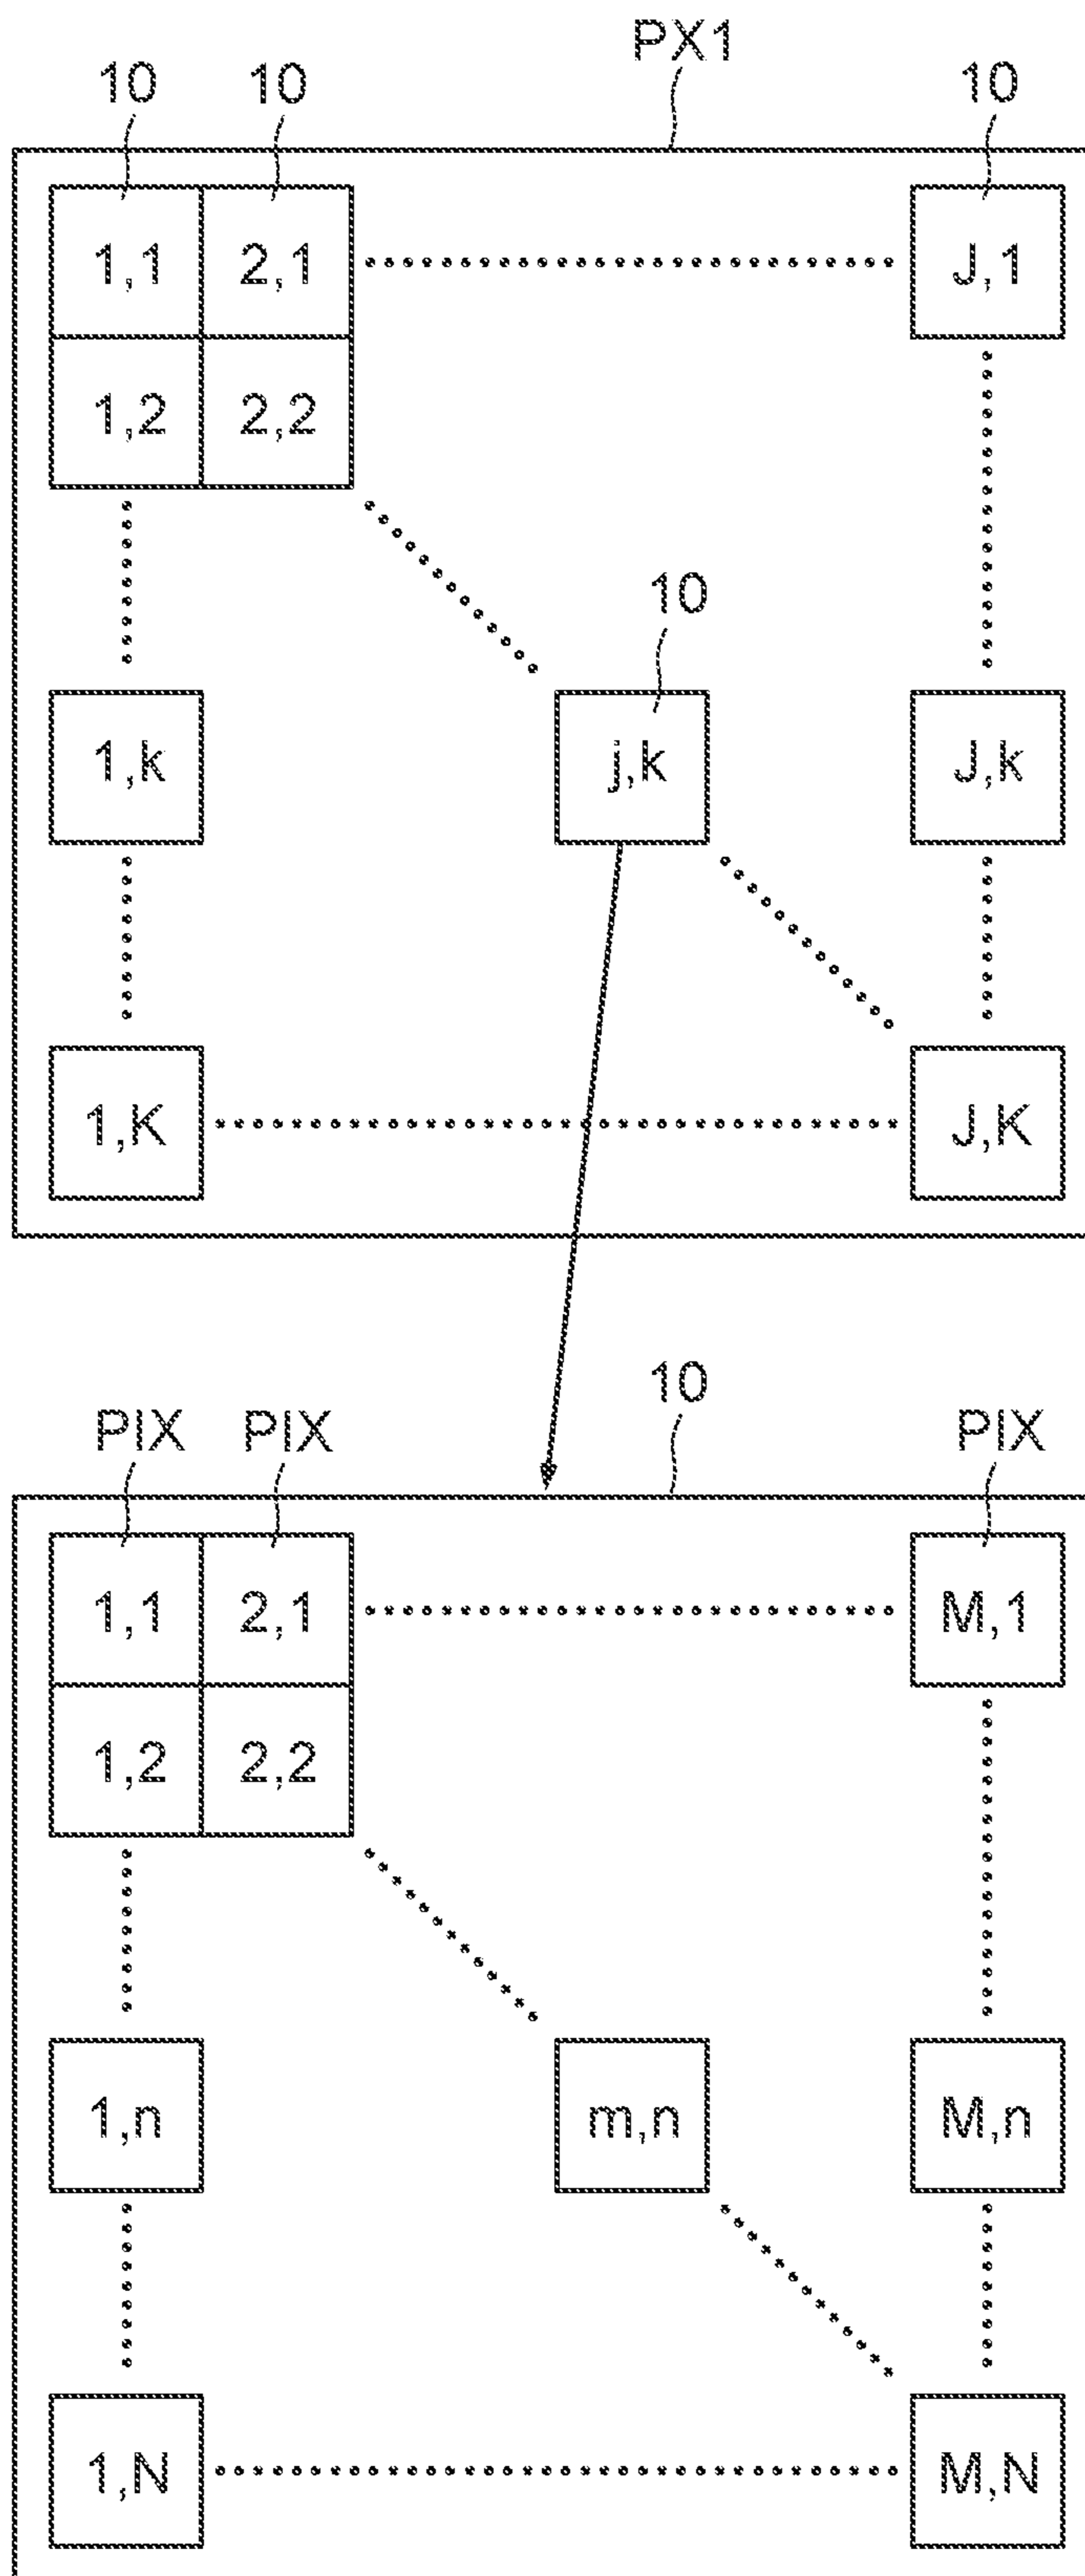 PX1
10 10 10
1,1 2,1 J,1
1,2 2,2
10
1,k j,k J,k
1,K J,K
10
PIX PIX PIX
1,1 2,1 M,1
1,2 2,2
1,n m,n M,n
1,N M,N